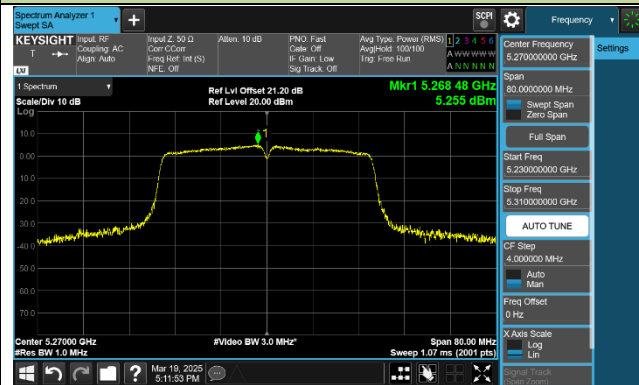 Spectrum Analyzer 1
Swept SA
SCPI
Frequency
KEYSIGHT
Input: RF
Coupling: AC
Align: Auto
Input Z: 50 Ω
Corr CCorr
Freq Ref: Int (S)
NFE: Off
Atten: 10 dB
PNO: Fast
Gate: Off
IF Gain: Low
Sig Track: Off
Avg Type: Power (RMS)
Avg|Hold: 100/100
Trig: Free Run
1 2 3 4 5 6
A W W W W W
A N N N N N
LXI
1 Spectrum
Scale/Div 10 dB
Log
Ref Lvl Offset 21.20 dB
Ref Level 20.00 dBm
Mkr1 5.268 48 GHz
5.255 dBm
1
10.0
0.00
-10.0
-20.0
-30.0
-40.0
-50.0
-60.0
-70.0
Center 5.27000 GHz
#Res BW 1.0 MHz
#Video BW 3.0 MHz*
Span 80.00 MHz
Sweep 1.07 ms (2001 pts)
Mar 19, 2025
5:11:53 PM
Center Frequency
5.270000000 GHz
Settings
Span
80.0000000 MHz
Swept Span
Zero Span
Full Span
Start Freq
5.230000000 GHz
Stop Freq
5.310000000 GHz
AUTO TUNE
CF Step
4.000000 MHz
Auto
Man
Freq Offset
0 Hz
X Axis Scale
Log
Lin
Signal Track
(Span Zoom)